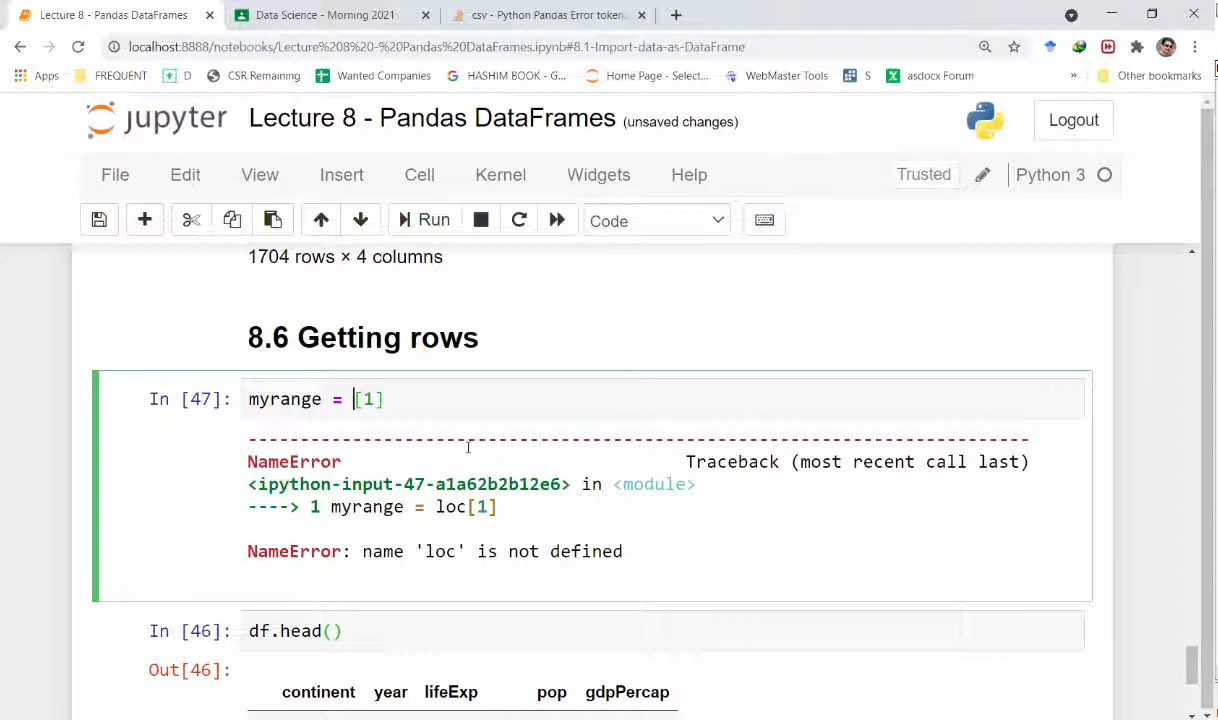 Lecture 8 - Pandas DataFrames
Data Science - Morning 2021
csv - Python Pandas Error token
localhost:8888/notebooks/Lecture%208%20-%20Pandas%20DataFrames.ipynb#8.1-Import-data-as-DataFrame
Apps FREQUENT D CSR Remaining Wanted Companies HASHIM BOOK - G... Home Page - Select... WebMaster Tools S asdocx Forum » Other bookmarks
jupyter Lecture 8 - Pandas DataFrames (unsaved changes) Logout
File Edit View Insert Cell Kernel Widgets Help Trusted Python 3
Run Code
1704 rows × 4 columns
8.6 Getting rows
In [47]: myrange = [1]
---------------------------------------------------------------------------
NameError Traceback (most recent call last)
<ipython-input-47-a1a62b2b12e6> in <module>
----> 1 myrange = loc[1]
NameError: name 'loc' is not defined
In [46]: df.head()
Out[46]:
continent year lifeExp pop gdpPercap